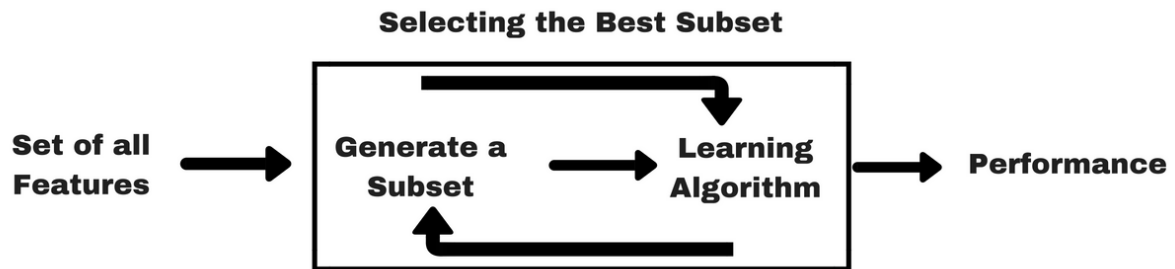 Selecting the Best Subset
Set of all
Features
Generate a
Subset
Learning
Algorithm
Performance